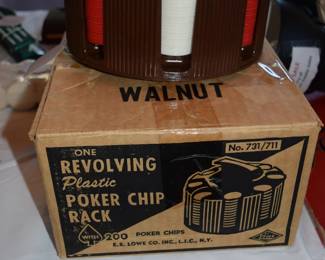 WALNUT
ONE
No. 731/711
REVOLVING
Plastic
POKER CHIP
RACK
WITH 200 POKER CHIPS
E.S. LOWE CO. INC., L.I.C., N.Y.